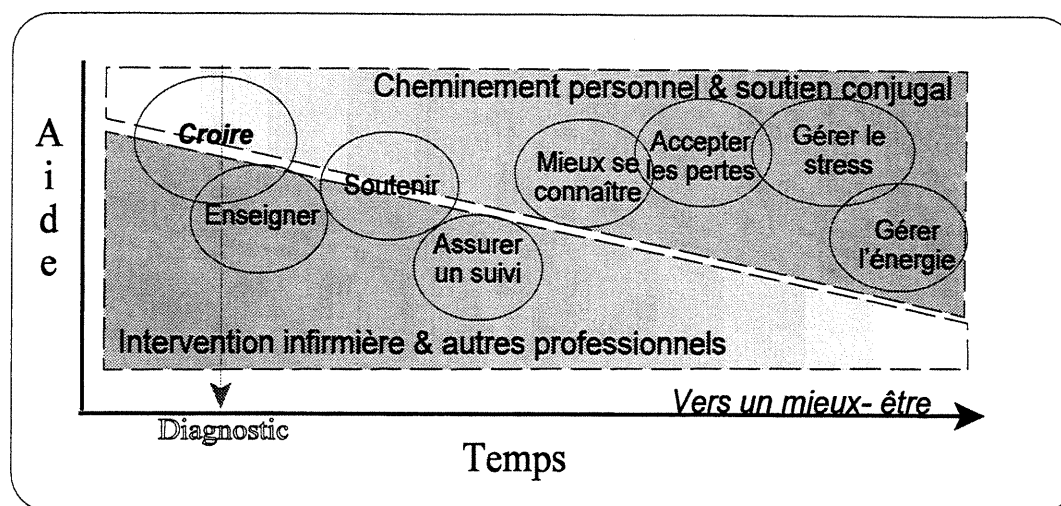 Aide
Cheminement personnel & soutien conjugal
Croire
Enseigner
Soutenir
Assurer
un suivi
Mieux se
connaître
Accepter
les pertes
Gérer le
stress
Gérer
l'énergie
Intervention infirmière & autres professionnels
Vers un mieux- être
Diagnostic
Temps